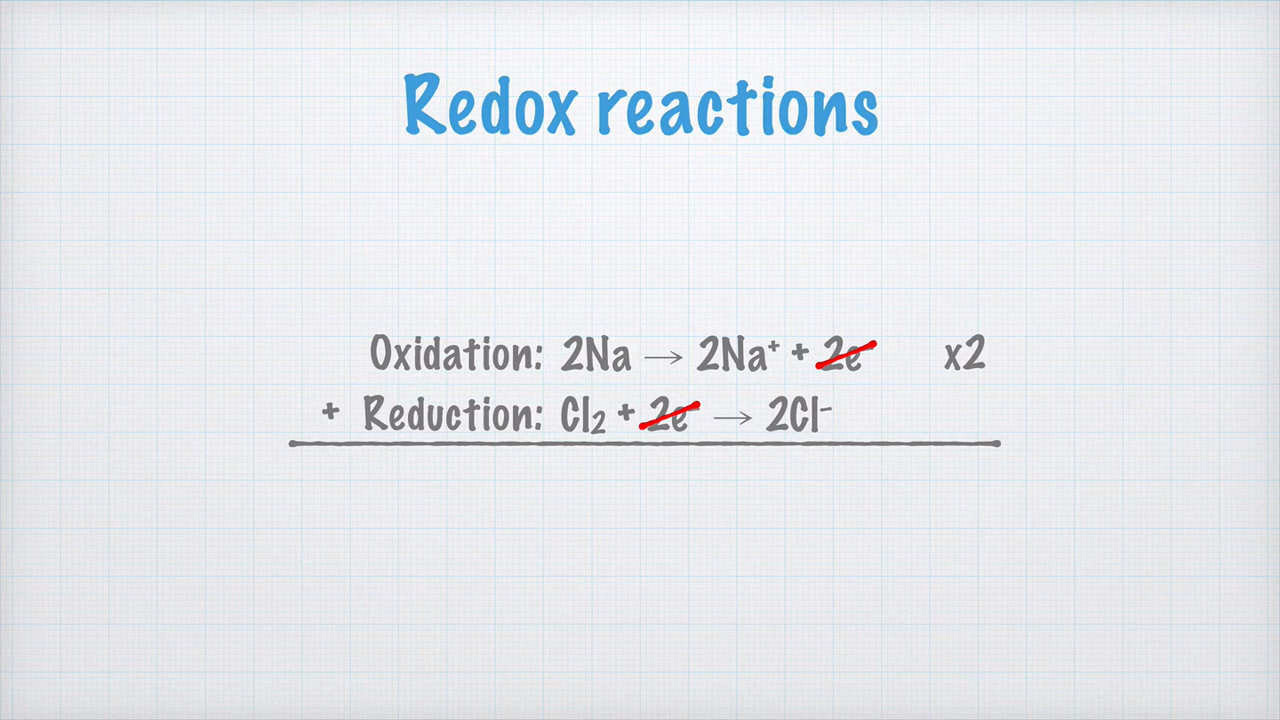 Redox reactions
Oxidation: 2Na → 2Na⁺ + 2e⁻ x2
+ Reduction: Cl₂ + 2e⁻ → 2Cl⁻